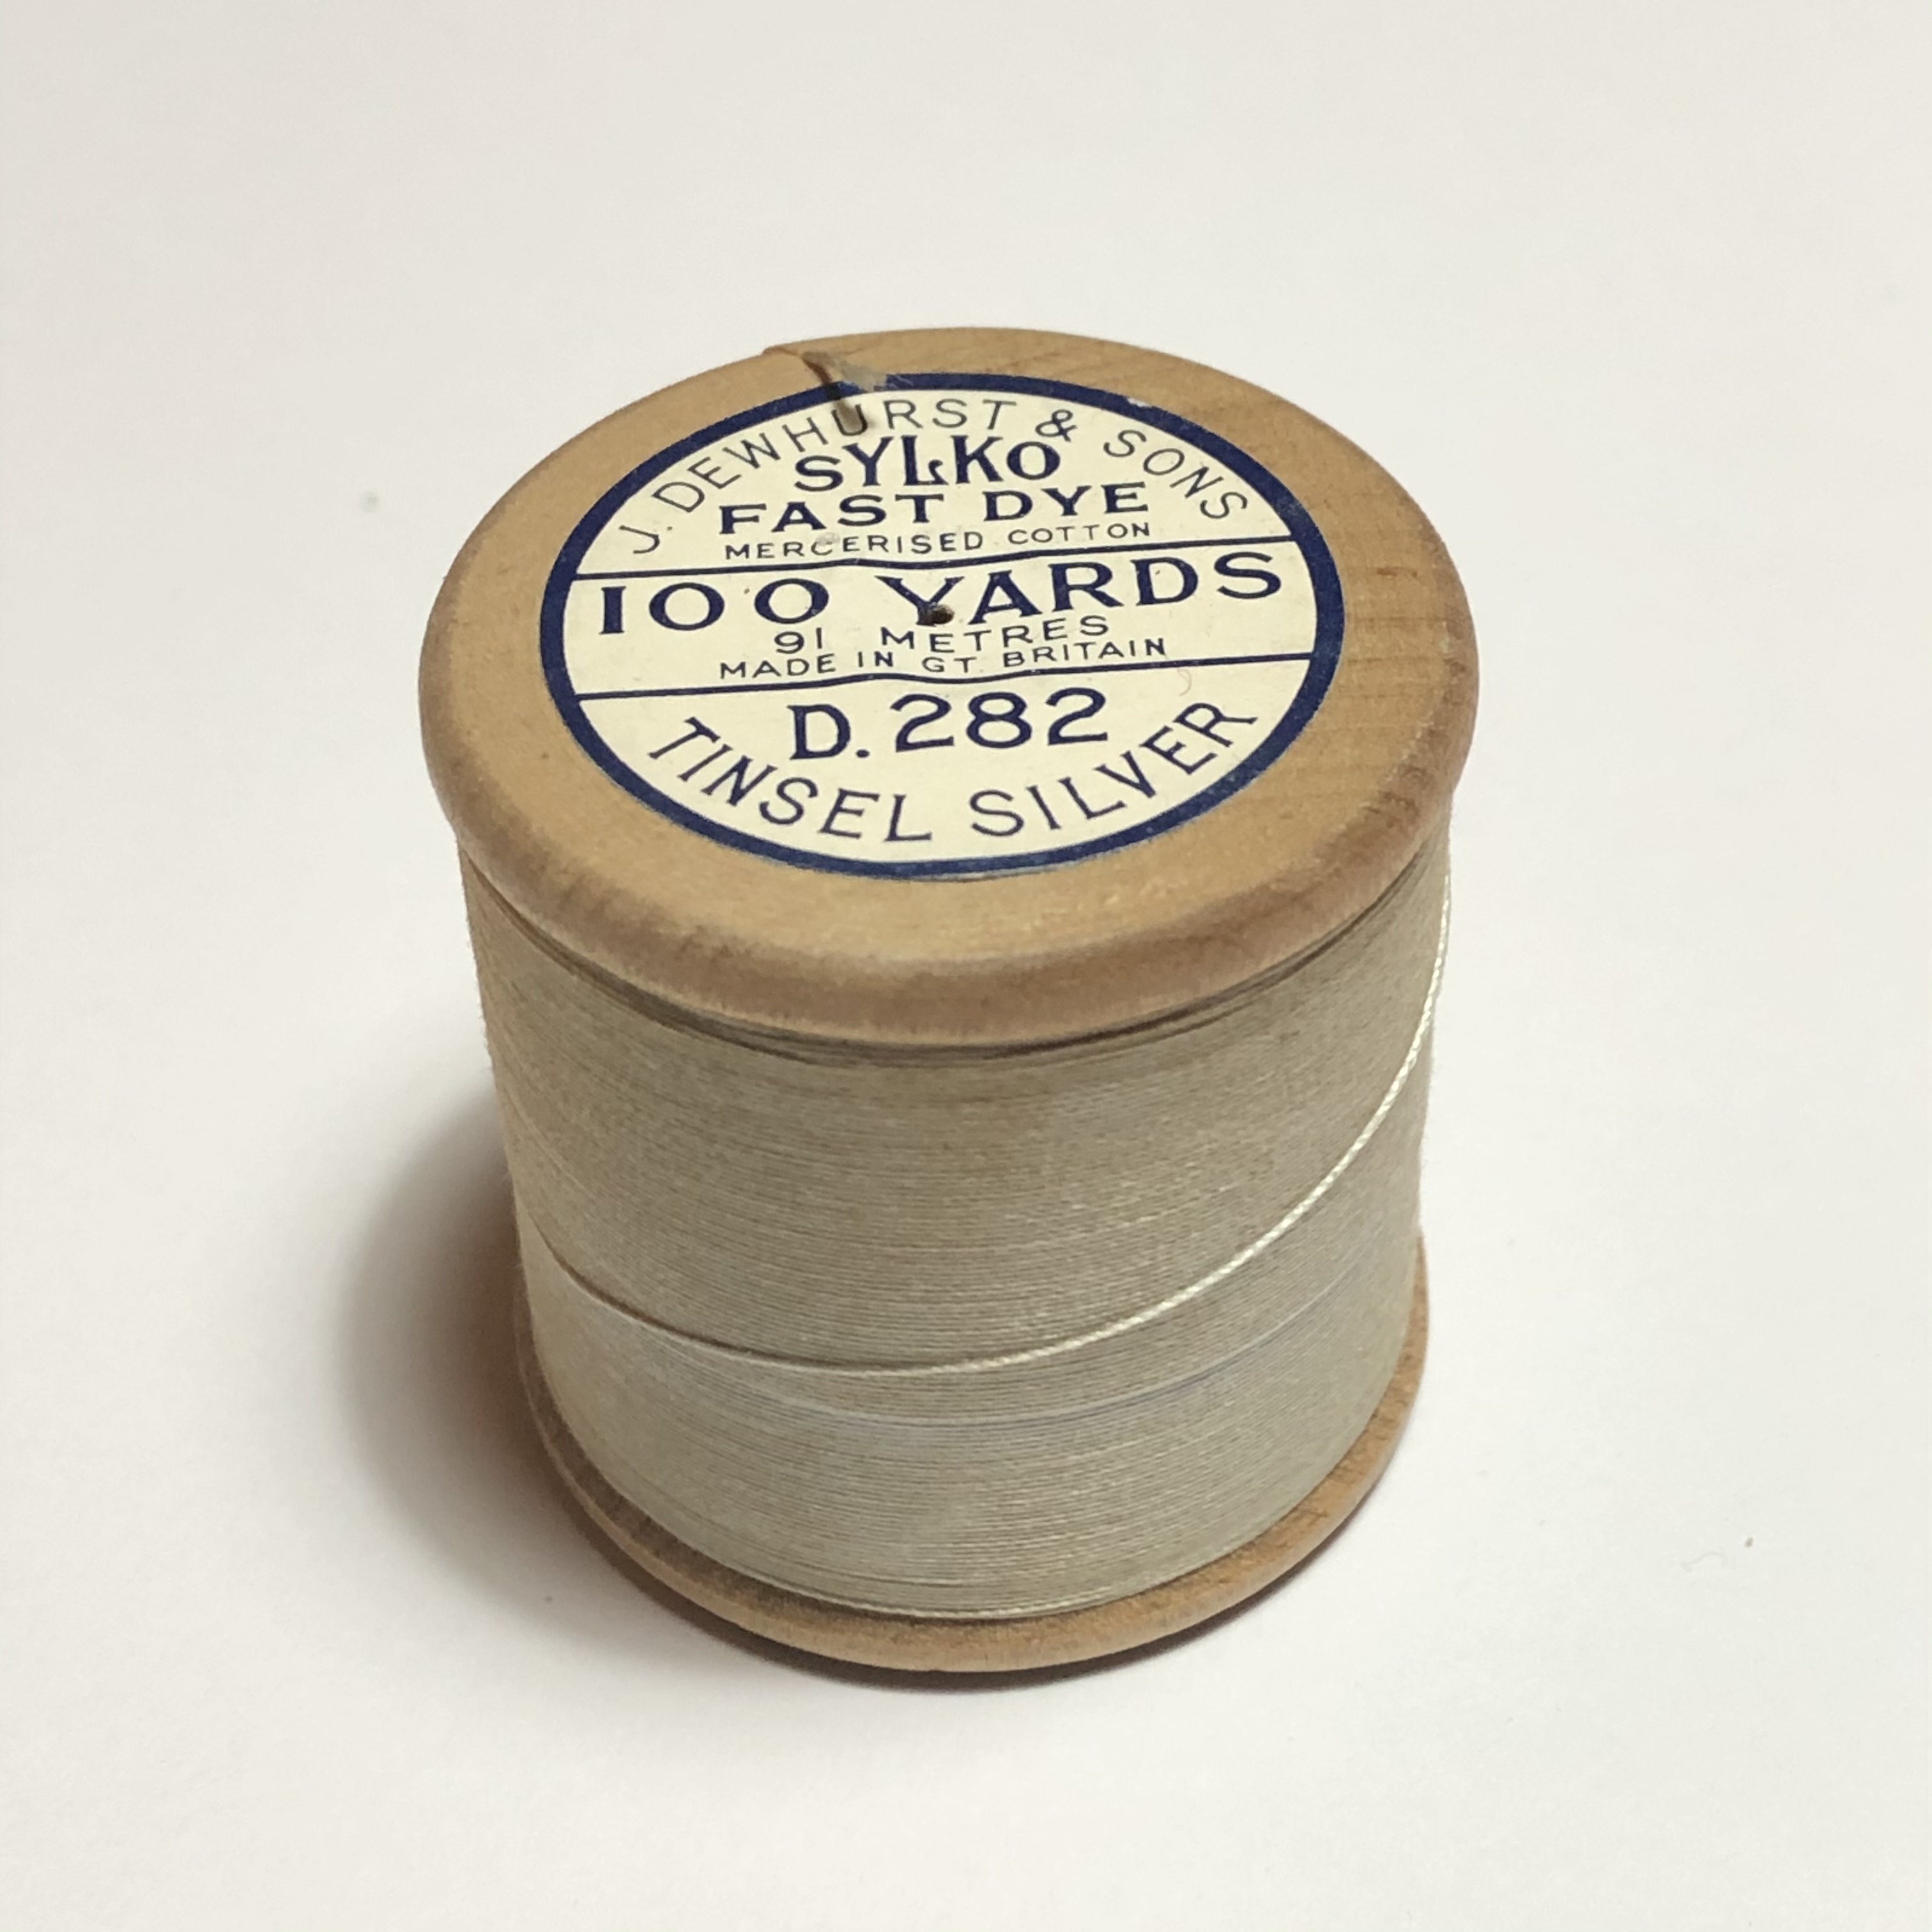 J. DEWHURST & SONS
SYLKO
FAST DYE
MERCERISED COTTON
100 YARDS
91 METRES
MADE IN GT. BRITAIN
D.282
TINSEL SILVER